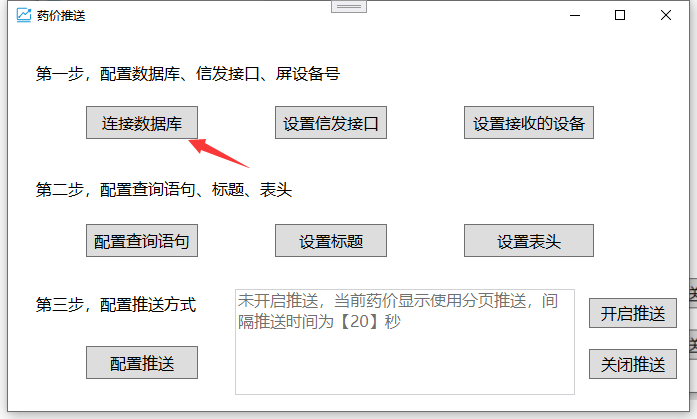 药价推送
第一步，配置数据库、信发接口、屏设备号
连接数据库
设置信发接口
设置接收的设备
第二步，配置查询语句、标题、表头
配置查询语句
设置标题
设置表头
第三步，配置推送方式
未开启推送，当前药价显示使用分页推送，间
隔推送时间为【20】秒
开启推送
配置推送
关闭推送